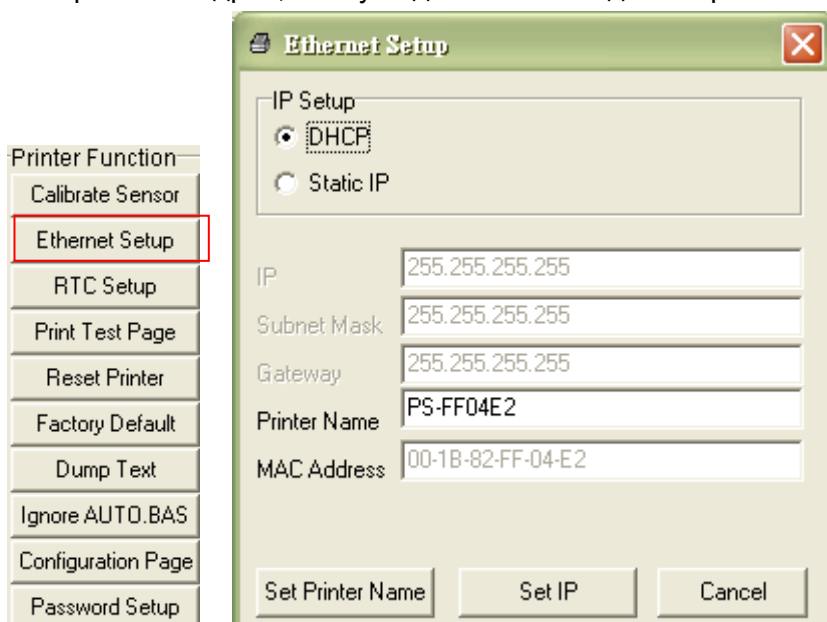 Ethernet Setup
IP Setup
DHCP
Static IP
IP 255.255.255.255
Subnet Mask 255.255.255.255
Gateway 255.255.255.255
Printer Name PS-FF04E2
MAC Address 00-1B-82-FF-04-E2
Set Printer Name Set IP Cancel
Printer Function
Calibrate Sensor
Ethernet Setup
RTC Setup
Print Test Page
Reset Printer
Factory Default
Dump Text
Ignore AUTO.BAS
Configuration Page
Password Setup